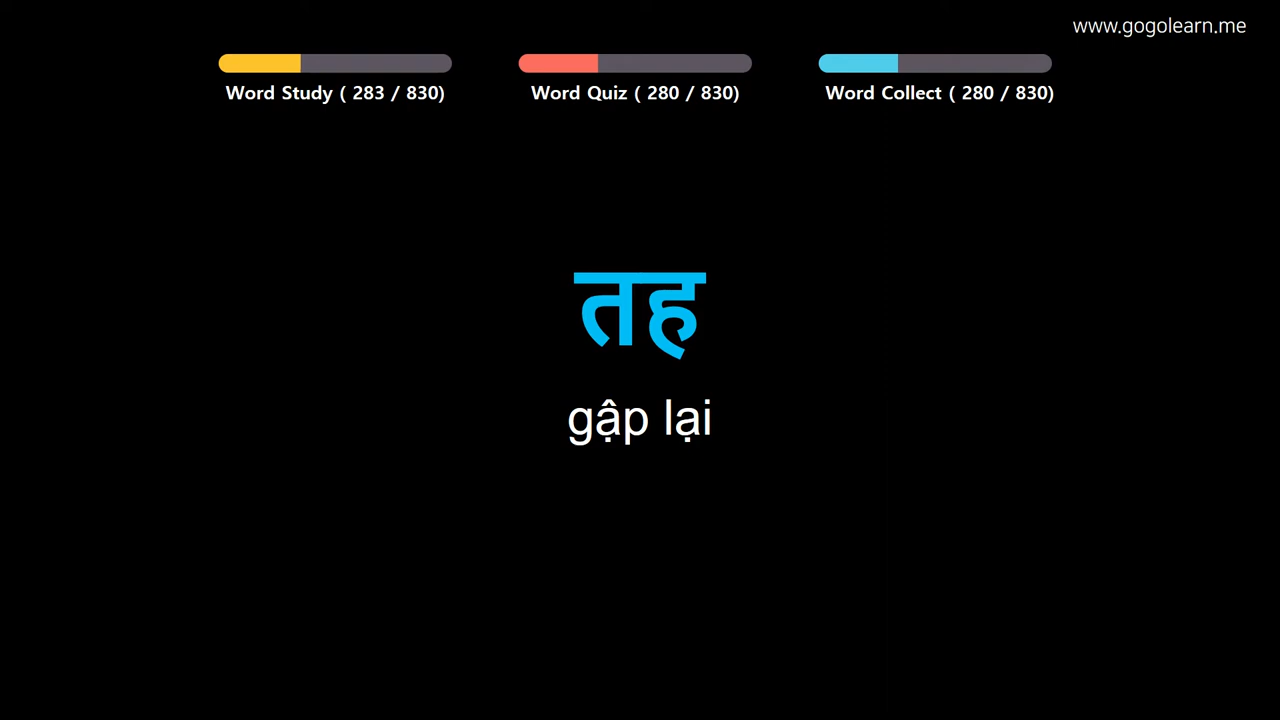 www.gogolearn.me
Word Study ( 283 / 830)
Word Quiz ( 280 / 830)
Word Collect ( 280 / 830)
तह
gập lại